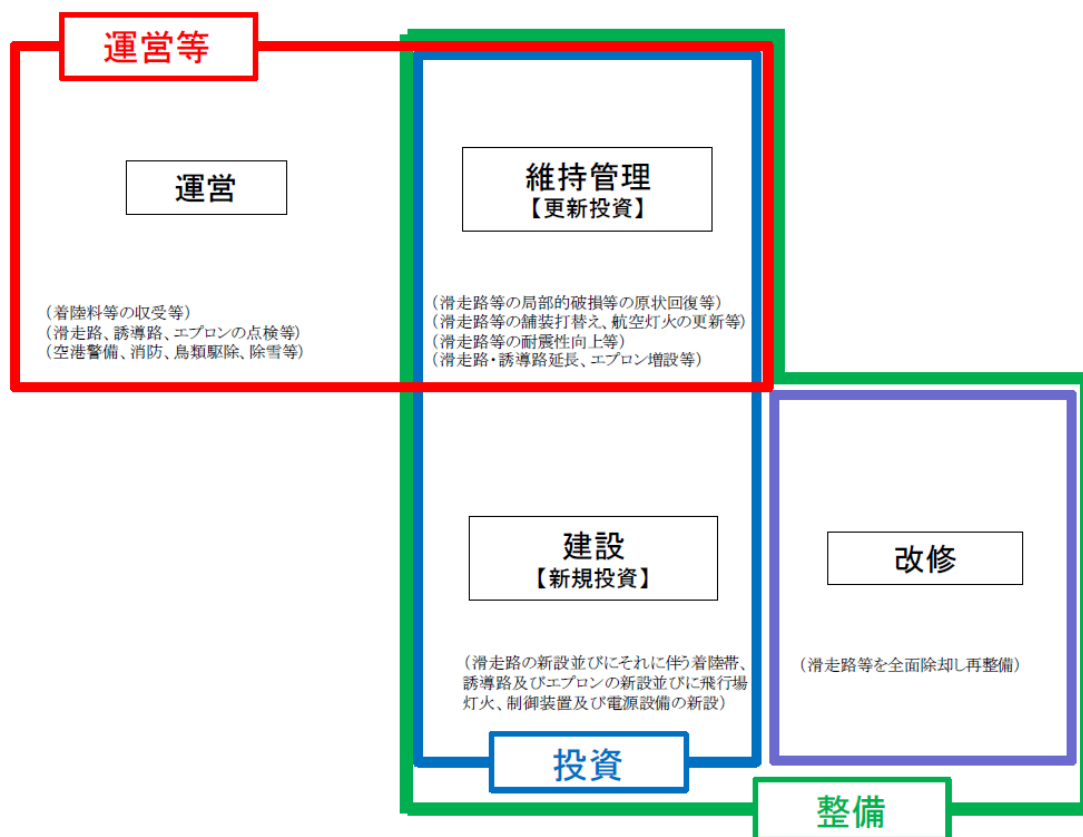 運営等
運営
(着陸料等の収受等)
(滑走路、誘導路、エプロンの点検等)
(空港警備、消防、鳥類駆除、除雪等)
維持管理
【更新投資】
(滑走路等の局部的破損等の原状回復等)
(滑走路等の舗装打替え、航空灯火の更新等)
(滑走路等の耐震性向上等)
(滑走路・誘導路延長、エプロン増設等)
建設
【新規投資】
(滑走路の新設並びにそれに伴う着陸帯、
誘導路及びエプロンの新設並びに飛行場
灯火、制御装置及び電源設備の新設)
改修
(滑走路等を全面除却し再整備)
投資
整備